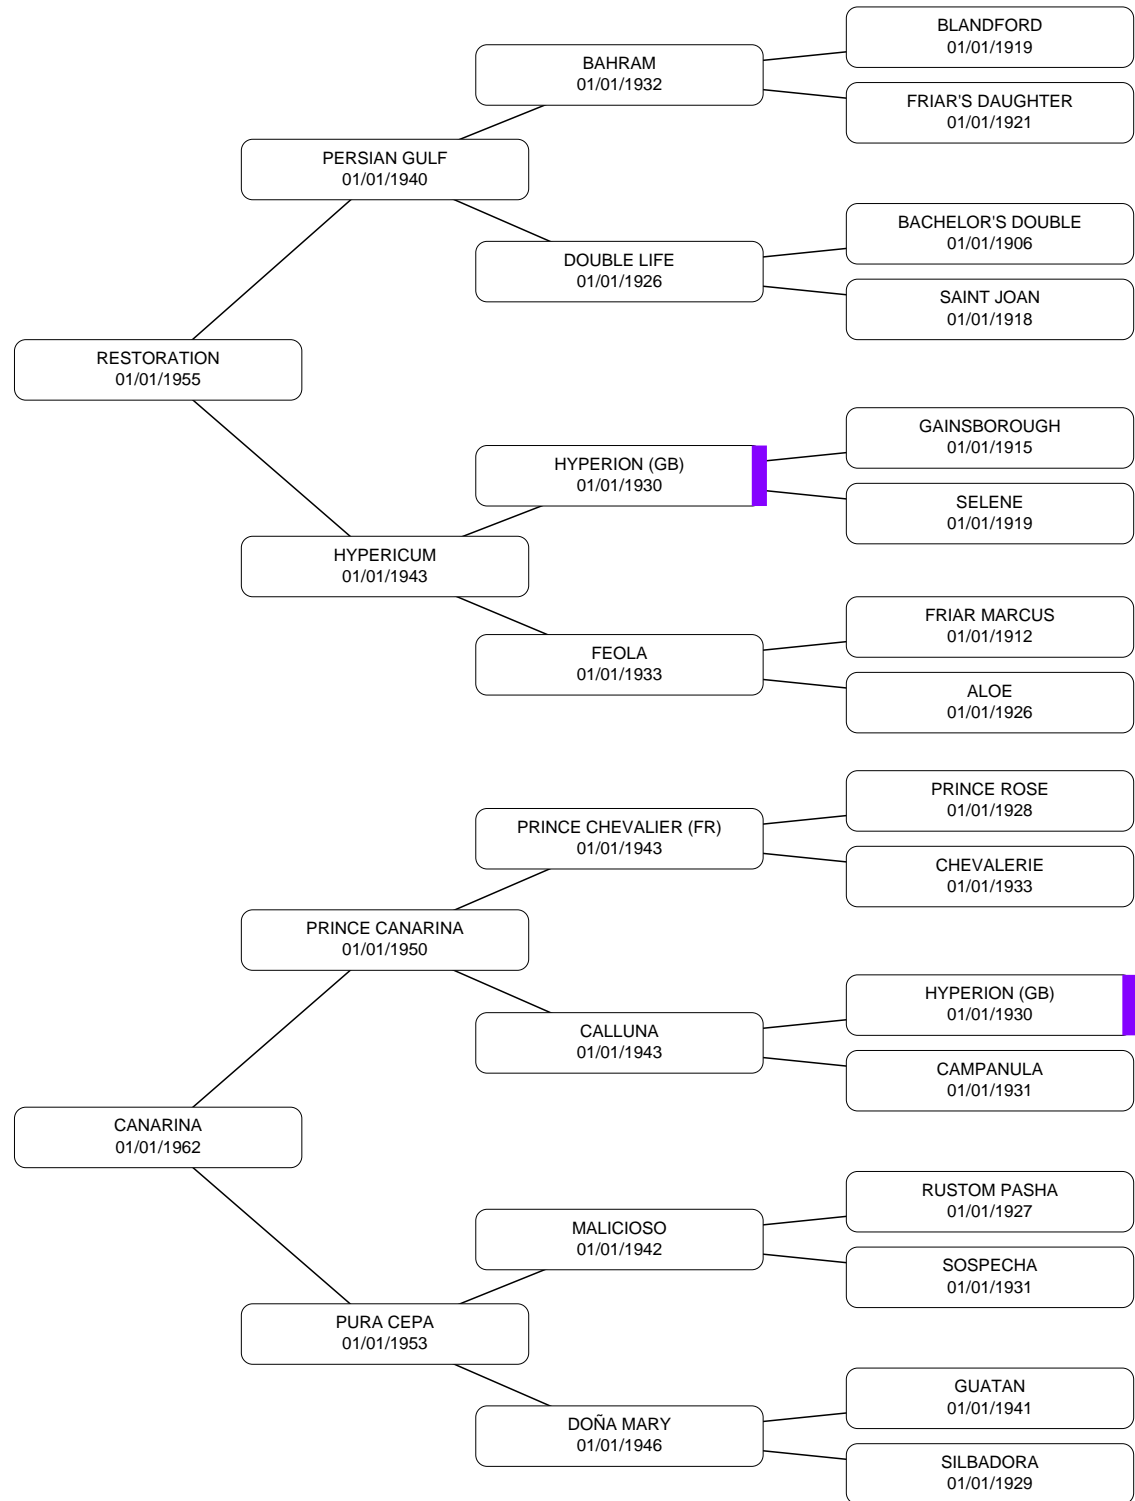 BLANDFORD
01/01/1919
BAHRAM
01/01/1932
FRIAR'S DAUGHTER
01/01/1921
PERSIAN GULF
01/01/1940
BACHELOR'S DOUBLE
01/01/1906
DOUBLE LIFE
01/01/1926
SAINT JOAN
01/01/1918
RESTORATION
01/01/1955
GAINSBOROUGH
01/01/1915
HYPERION (GB)
01/01/1930
SELENE
01/01/1919
HYPERICUM
01/01/1943
FRIAR MARCUS
01/01/1912
FEOLA
01/01/1933
ALOE
01/01/1926
PRINCE ROSE
01/01/1928
PRINCE CHEVALIER (FR)
01/01/1943
CHEVALERIE
01/01/1933
PRINCE CANARINA
01/01/1950
HYPERION (GB)
01/01/1930
CALLUNA
01/01/1943
CAMPANULA
01/01/1931
CANARINA
01/01/1962
RUSTOM PASHA
01/01/1927
MALICIOSO
01/01/1942
SOSPECHA
01/01/1931
PURA CEPA
01/01/1953
GUATAN
01/01/1941
DOÑA MARY
01/01/1946
SILBADORA
01/01/1929